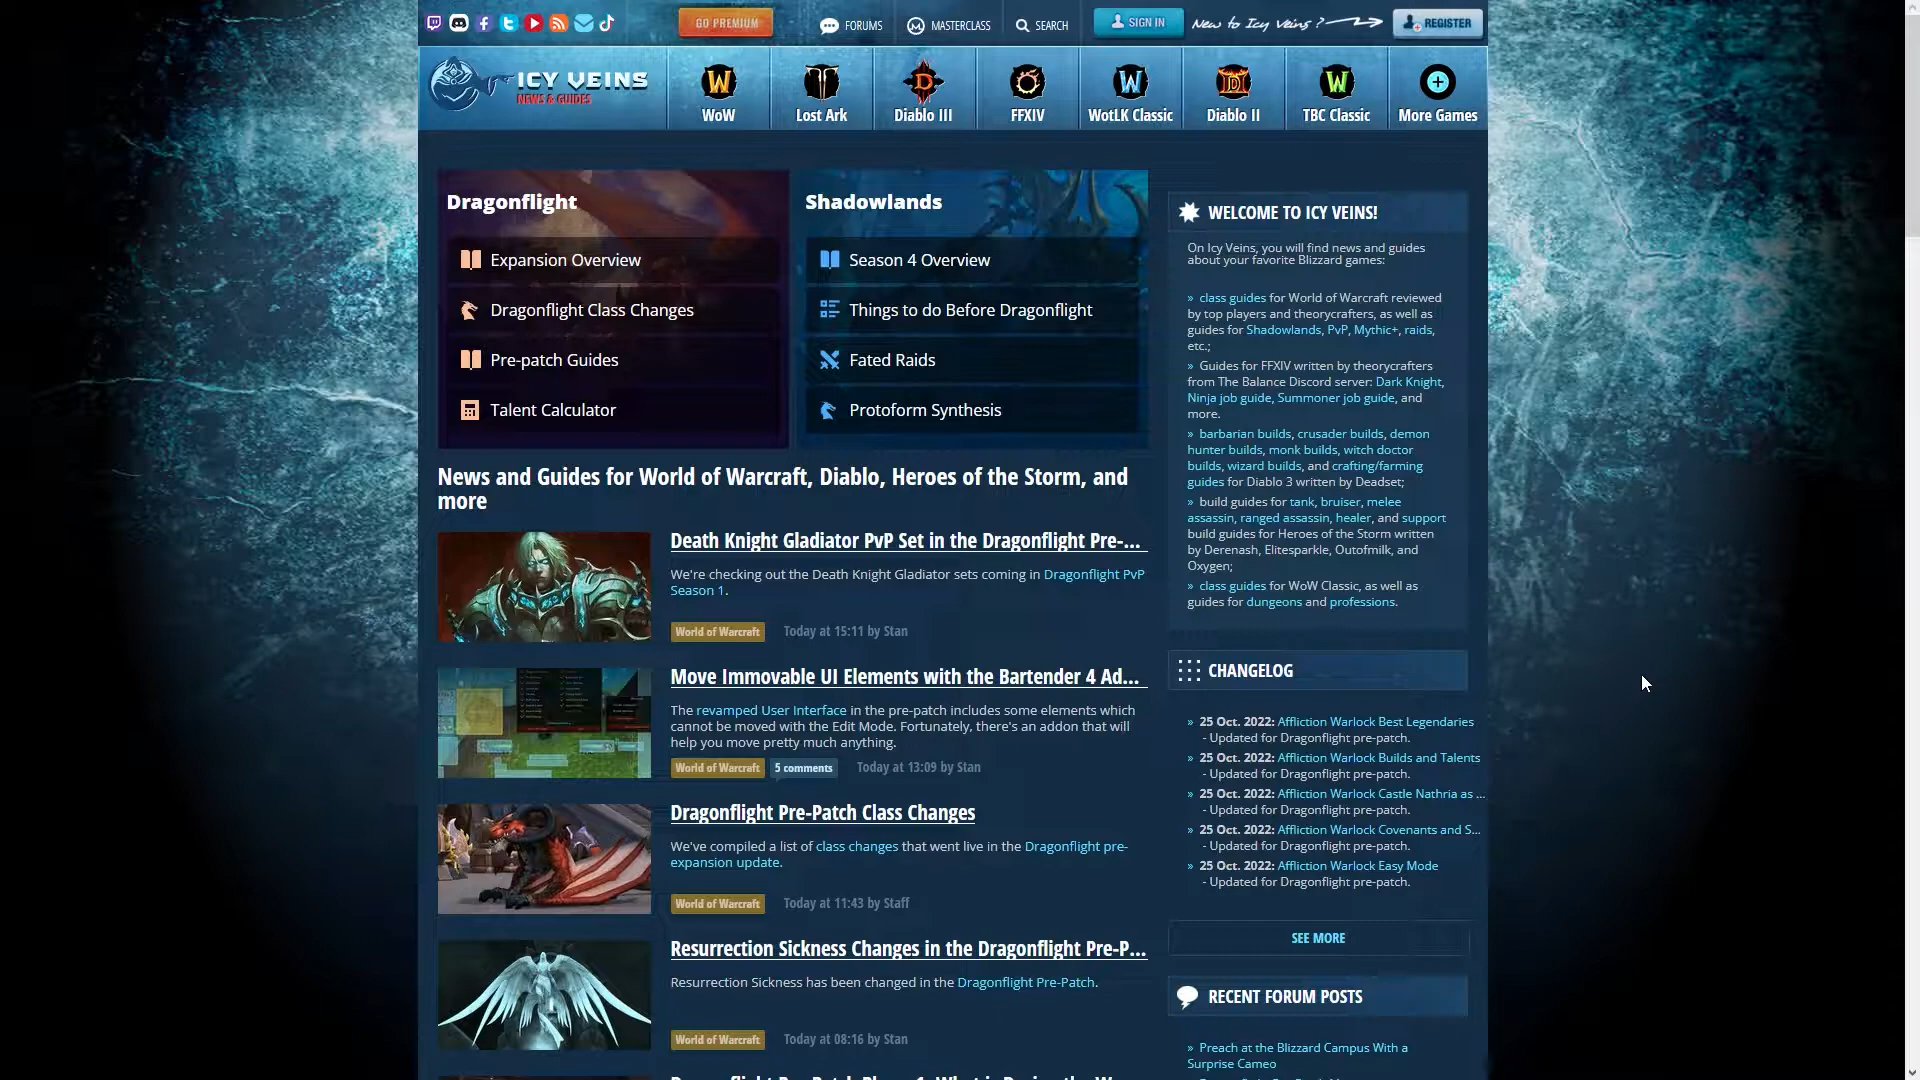 GO PREMIUM
FORUMS
MASTERCLASS
SEARCH
SIGN IN
New to Icy Veins?
REGISTER
ICY VEINS
NEWS & GUIDES
WoW
Lost Ark
Diablo III
FFXIV
WotLK Classic
Diablo II
TBC Classic
More Games
Dragonflight
Expansion Overview
Dragonflight Class Changes
Pre-patch Guides
Talent Calculator
Shadowlands
Season 4 Overview
Things to do Before Dragonflight
Fated Raids
Protoform Synthesis
News and Guides for World of Warcraft, Diablo, Heroes of the Storm, and
more
Death Knight Gladiator PvP Set in the Dragonflight Pre-...
We're checking out the Death Knight Gladiator sets coming in Dragonflight PvP
Season 1.
World of Warcraft Today at 15:11 by Stan
Move Immovable UI Elements with the Bartender 4 Ad...
The revamped User Interface in the pre-patch includes some elements which
cannot be moved with the Edit Mode. Fortunately, there's an addon that will
help you move pretty much anything.
World of Warcraft 5 comments Today at 13:09 by Stan
Dragonflight Pre-Patch Class Changes
We've compiled a list of class changes that went live in the Dragonflight pre-
expansion update.
World of Warcraft Today at 11:43 by Staff
Resurrection Sickness Changes in the Dragonflight Pre-P...
Resurrection Sickness has been changed in the Dragonflight Pre-Patch.
World of Warcraft Today at 08:16 by Stan
WELCOME TO ICY VEINS!
On Icy Veins, you will find news and guides
about your favorite Blizzard games:
» class guides for World of Warcraft reviewed
by top players and theorycrafters, as well as
guides for Shadowlands, PvP, Mythic+, raids,
etc.;
» Guides for FFXIV written by theorycrafters
from The Balance Discord server: Dark Knight,
Ninja job guide, Summoner job guide, and
more.
» barbarian builds, crusader builds, demon
hunter builds, monk builds, witch doctor
builds, wizard builds, and crafting/farming
guides for Diablo 3 written by Deadset;
» build guides for tank, bruiser, melee
assassin, ranged assassin, healer, and support
build guides for Heroes of the Storm written
by Derenash, Elitesparkle, Outofmilk, and
Oxygen;
» class guides for WoW Classic, as well as
guides for dungeons and professions.
CHANGELOG
» 25 Oct. 2022: Affliction Warlock Best Legendaries
- Updated for Dragonflight pre-patch.
» 25 Oct. 2022: Affliction Warlock Builds and Talents
- Updated for Dragonflight pre-patch.
» 25 Oct. 2022: Affliction Warlock Castle Nathria as ...
- Updated for Dragonflight pre-patch.
» 25 Oct. 2022: Affliction Warlock Covenants and S...
- Updated for Dragonflight pre-patch.
» 25 Oct. 2022: Affliction Warlock Easy Mode
- Updated for Dragonflight pre-patch.
SEE MORE
RECENT FORUM POSTS
» Preach at the Blizzard Campus With a
Surprise Cameo